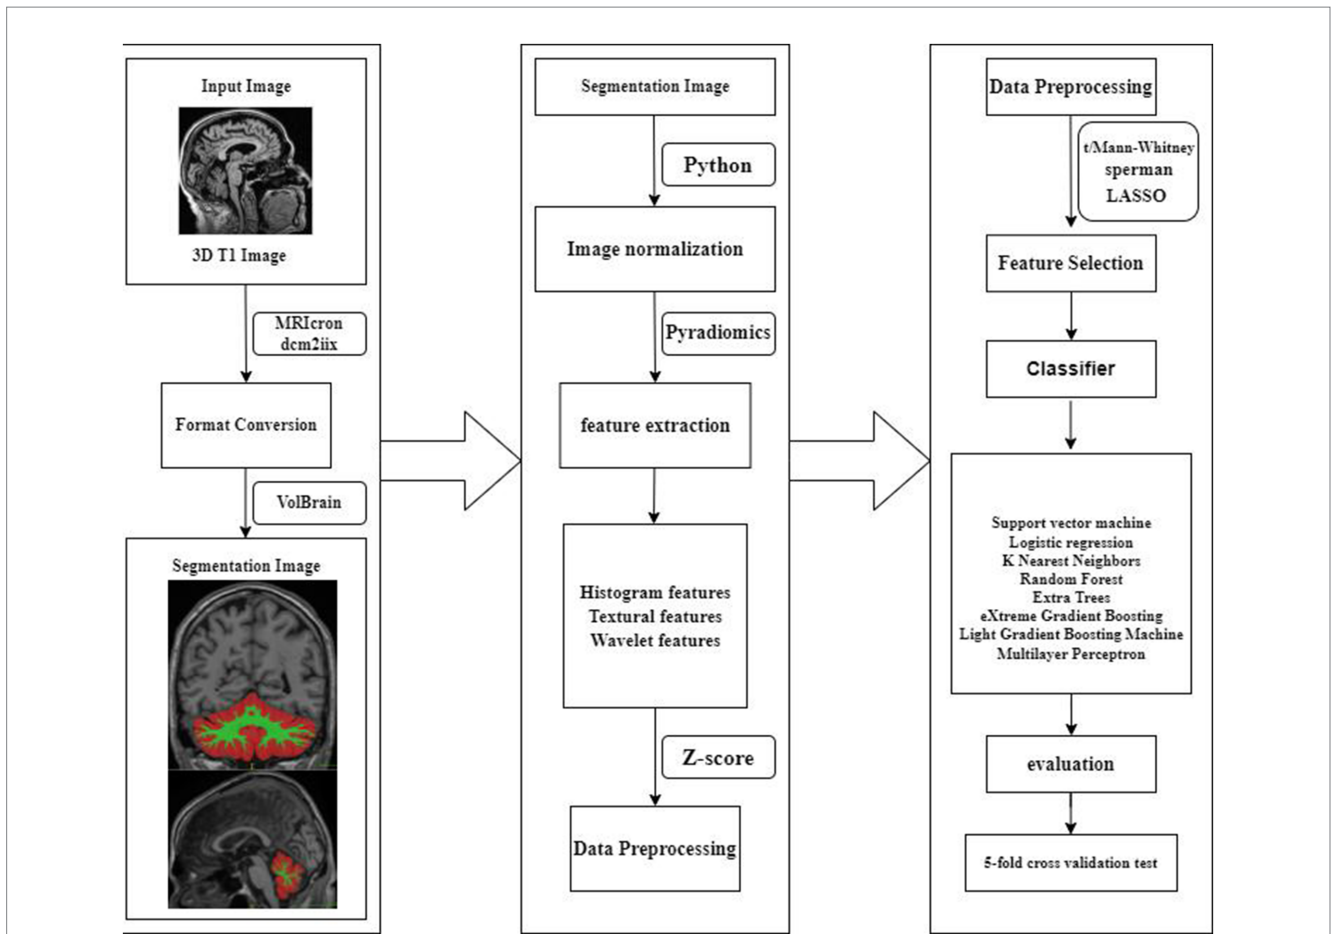 Input Image
3D T1 Image
MRIcron
dcm2iix
Format Conversion
VolBrain
Segmentation Image
Segmentation Image
Python
Image normalization
Pyradiomics
feature extraction
Histogram features
Textural features
Wavelet features
Z-score
Data Preprocessing
Data Preprocessing
t/Mann-Whitney
sperman
LASSO
Feature Selection
Classifier
Support vector machine
Logistic regression
K Nearest Neighbors
Random Forest
Extra Trees
eXtreme Gradient Boosting
Light Gradient Boosting Machine
Multilayer Perceptron
evaluation
5-fold cross validation test